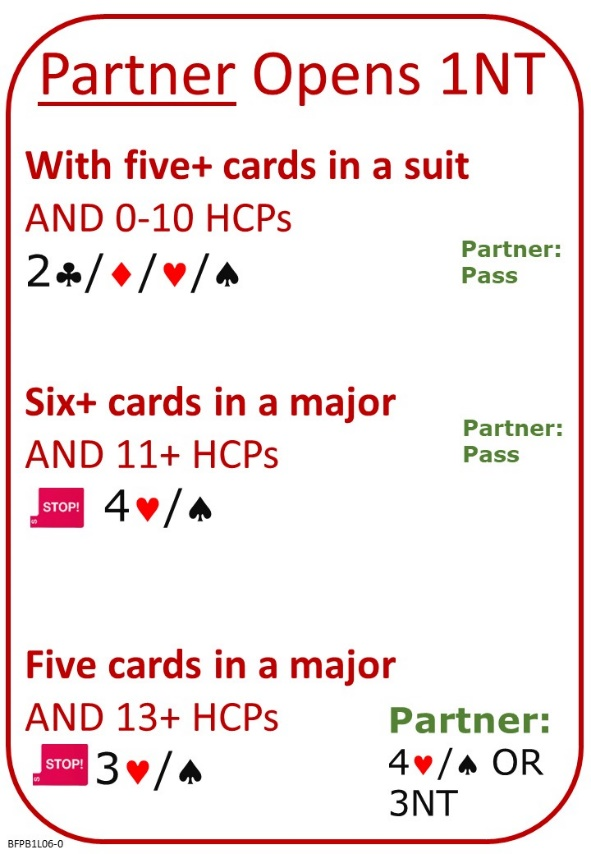 Partner Opens 1NT
With five+ cards in a suit
AND 0-10 HCPs
2♣/♦/♥/♠
Partner:
Pass
Six+ cards in a major
AND 11+ HCPs
STOP! 4♥/♠
Partner:
Pass
Five cards in a major
AND 13+ HCPs
STOP! 3♥/♠
Partner:
4♥/♠ OR
3NT
BFPB1L06-0